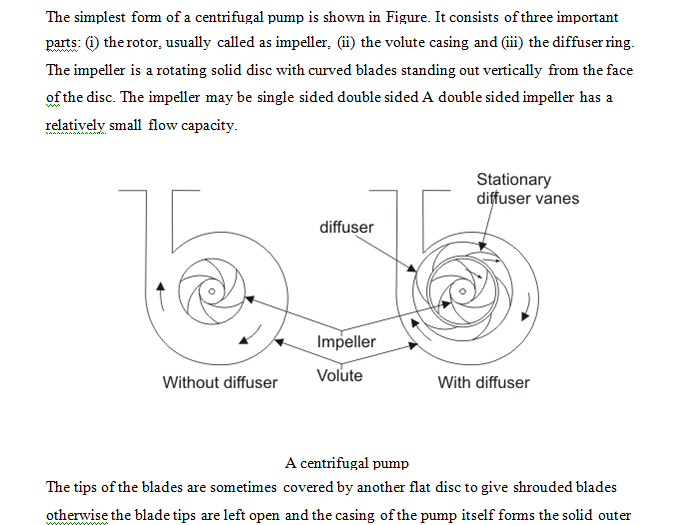 The simplest form of a centrifugal pump is shown in Figure. It consists of three important
parts: (i) the rotor, usually called as impeller, (ii) the volute casing and (iii) the diffuser ring.
The impeller is a rotating solid disc with curved blades standing out vertically from the face
of the disc. The impeller may be single sided double sided A double sided impeller has a
relatively small flow capacity.
Stationary
diffuser vanes
diffuser
Impeller
Volute
Without diffuser
With diffuser
A centrifugal pump
The tips of the blades are sometimes covered by another flat disc to give shrouded blades
otherwise the blade tips are left open and the casing of the pump itself forms the solid outer